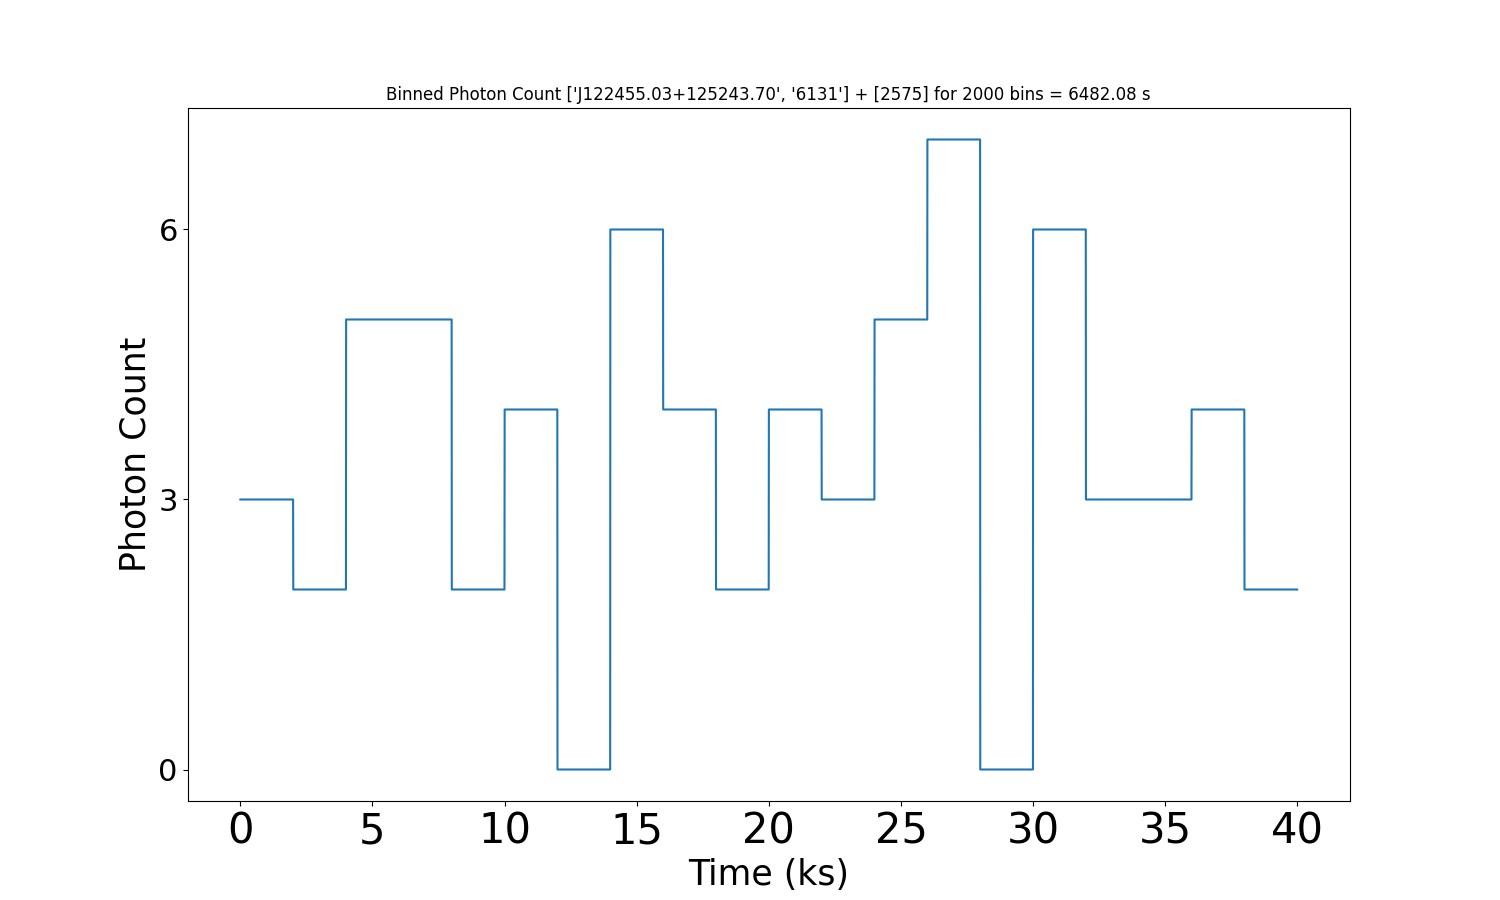 Binned Photon Count ['J122455.03+125243.70', '6131'] + [2575] for 2000 bins = 6482.08 s
6
3
0
Photon Count
0 5 10 15 20 25 30 35 40
Time (ks)